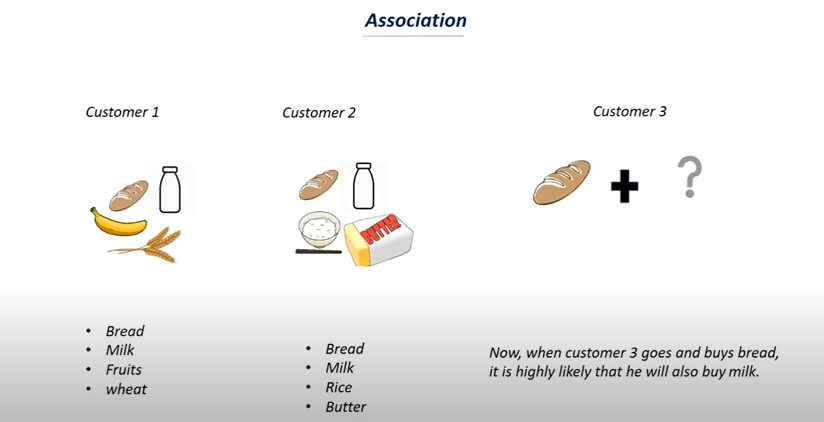 Association
Customer 1
Customer 2
Customer 3
BUTTER
• Bread
• Milk
• Fruits
• wheat
• Bread
• Milk
• Rice
• Butter
Now, when customer 3 goes and buys bread,
it is highly likely that he will also buy milk.